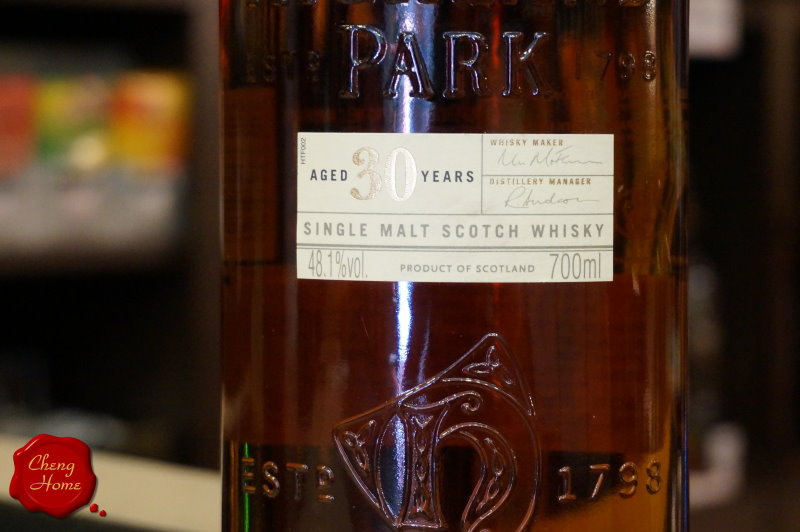 PARK
ESTD 1798
HTF002
AGED 30 YEARS
WHISKY MAKER
DISTILLERY MANAGER
SINGLE MALT SCOTCH WHISKY
48.1%vol. PRODUCT OF SCOTLAND 700ml
ESTD 1798
Cheng
Home